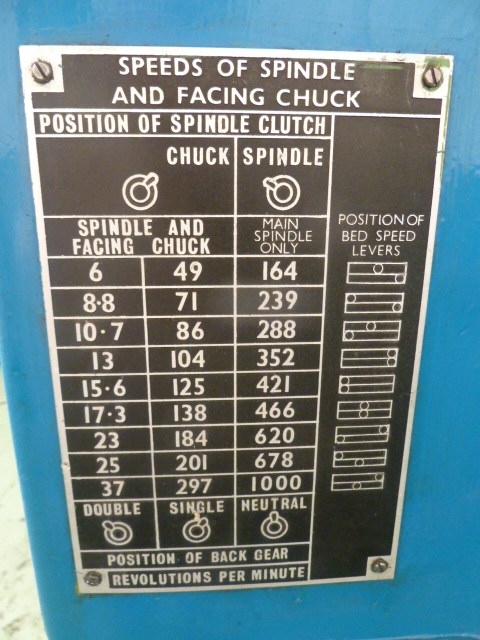 SPEEDS OF SPINDLE
AND FACING CHUCK
POSITION OF SPINDLE CLUTCH
CHUCK SPINDLE
SPINDLE AND
FACING CHUCK
MAIN
SPINDLE
ONLY
POSITION OF
BED SPEED
LEVERS
6 49 164
8·8 71 239
10·7 86 288
13 104 352
15·6 125 421
17·3 138 466
23 184 620
25 201 678
37 297 1000
DOUBLE SINGLE NEUTRAL
POSITION OF BACK GEAR
REVOLUTIONS PER MINUTE